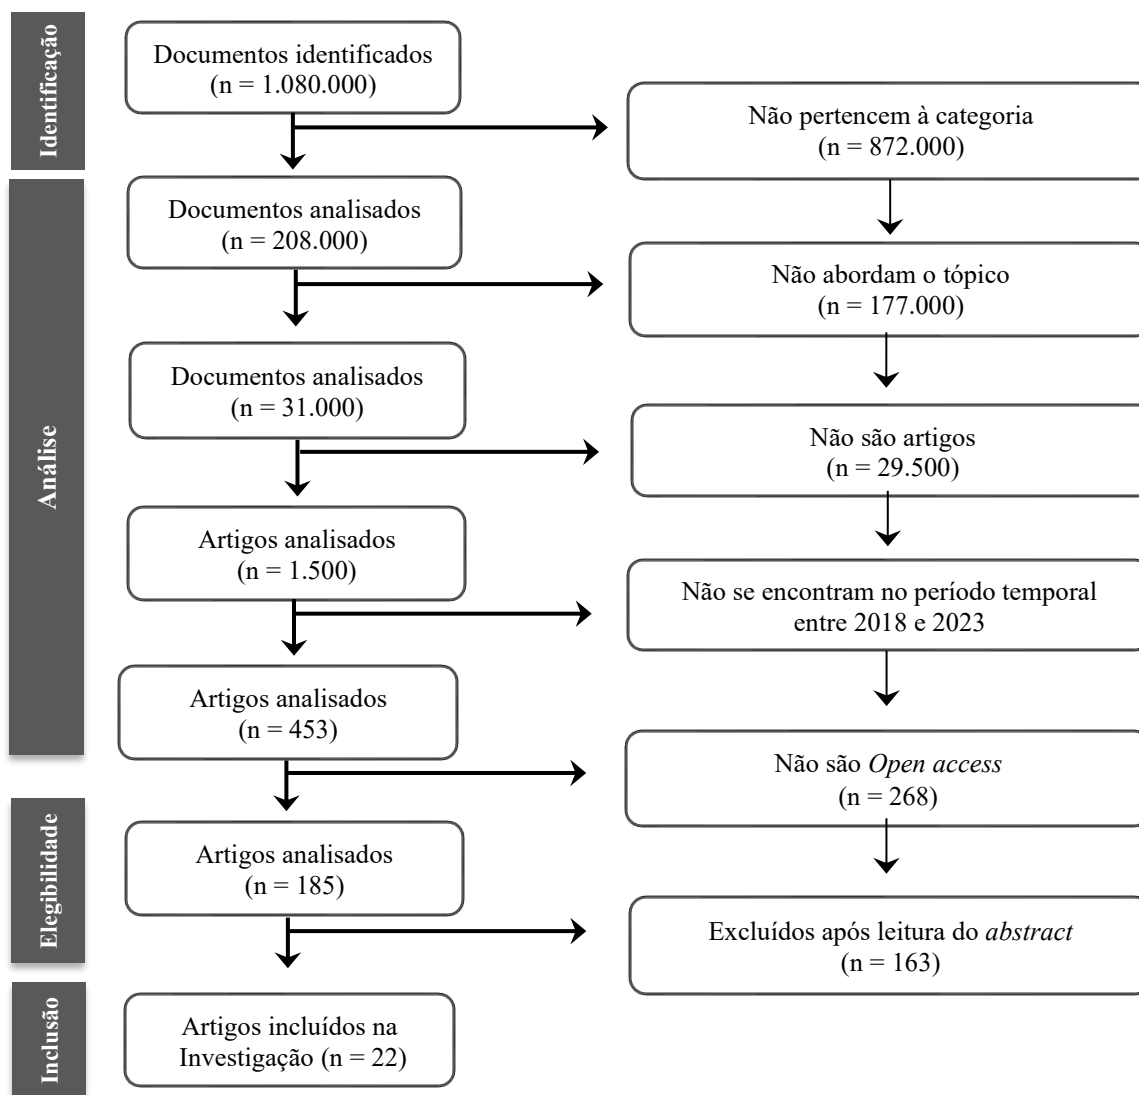 Identificação
Documentos identificados
(n = 1.080.000)
Não pertencem à categoria
(n = 872.000)
Análise
Documentos analisados
(n = 208.000)
Não abordam o tópico
(n = 177.000)
Documentos analisados
(n = 31.000)
Não são artigos
(n = 29.500)
Artigos analisados
(n = 1.500)
Não se encontram no período temporal
entre 2018 e 2023
Artigos analisados
(n = 453)
Não são Open access
(n = 268)
Elegibilidade
Artigos analisados
(n = 185)
Excluídos após leitura do abstract
(n = 163)
Inclusão
Artigos incluídos na
Investigação (n = 22)